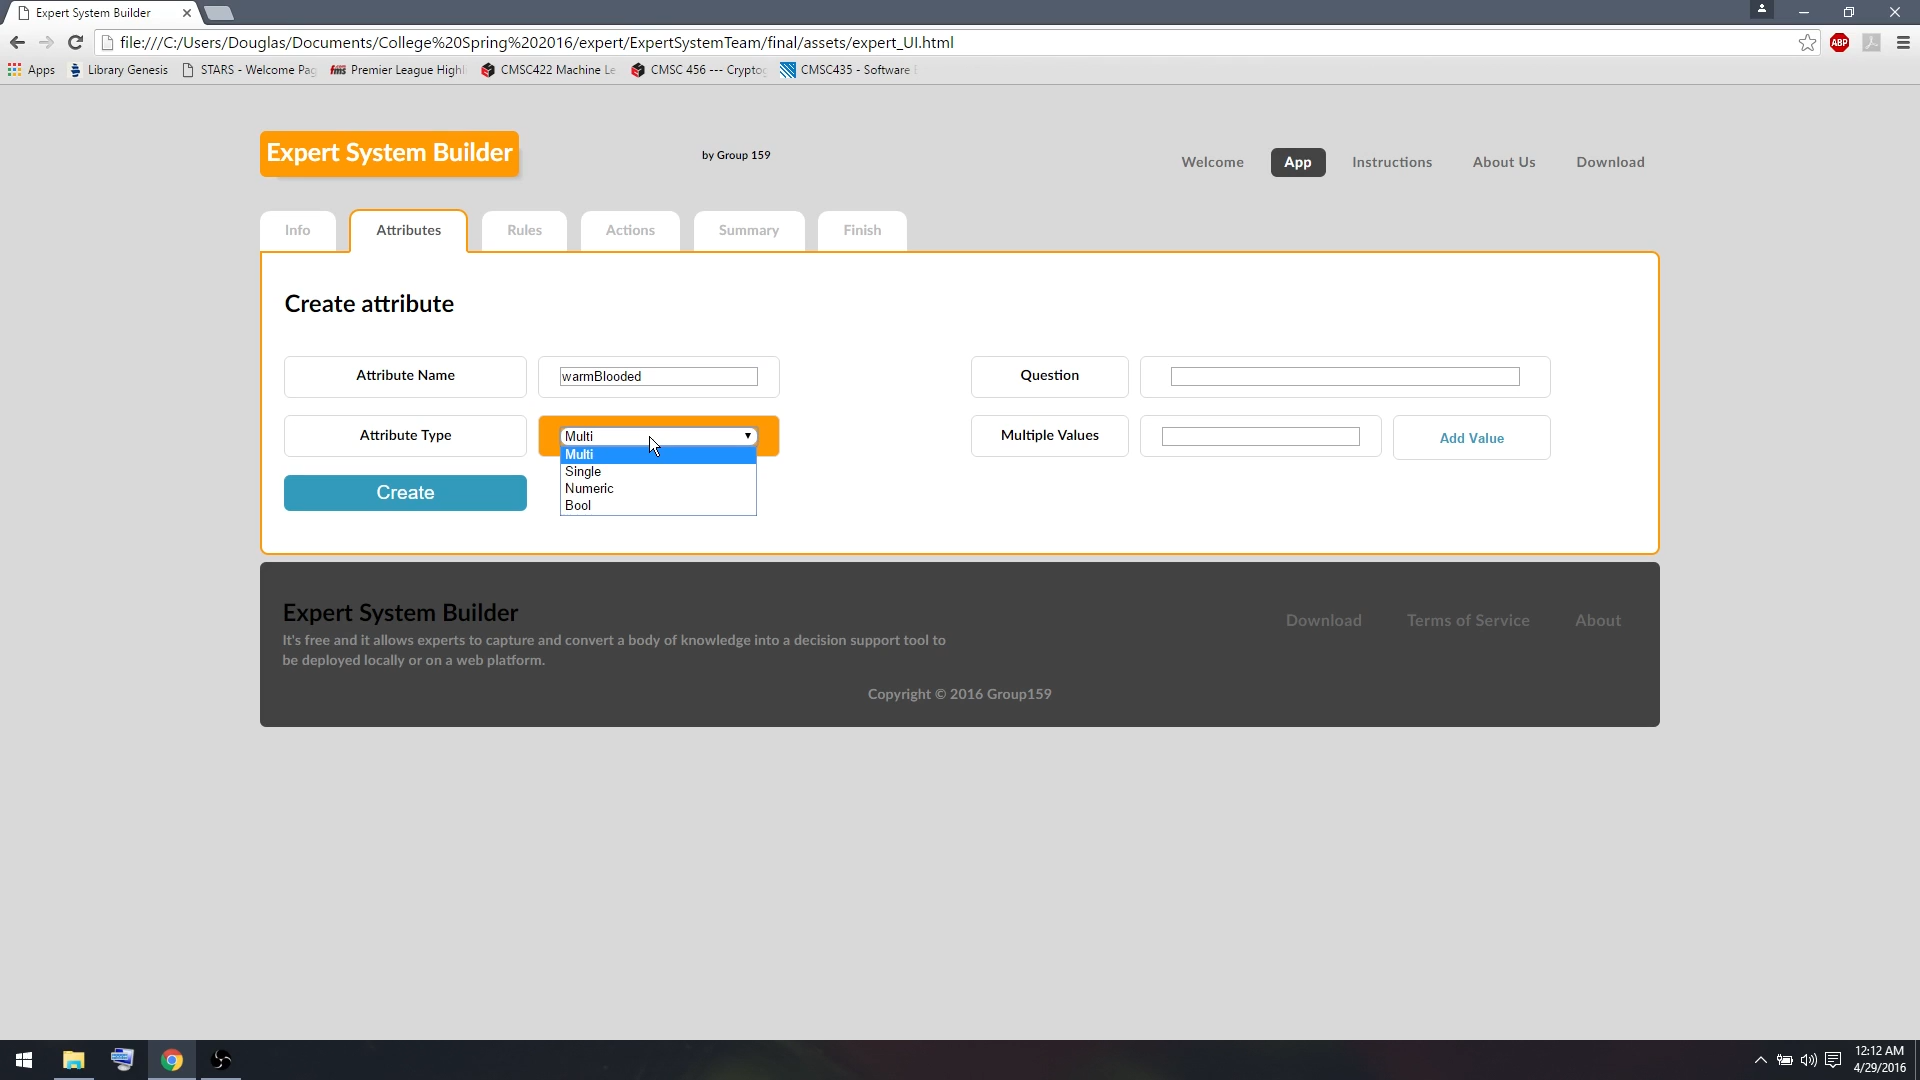 Expert System Builder
file:///C:/Users/Douglas/Documents/College%20Spring%202016/expert/ExpertSystemTeam/final/assets/expert_UI.html
ABP
Apps Library Genesis STARS - Welcome Pag Premier League Highl CMSC422 Machine Le CMSC 456 --- Cryptog CMSC435 - Software
Expert System Builder
by Group 159
Welcome App Instructions About Us Download
Info Attributes Rules Actions Summary Finish
Create attribute
Attribute Name warmBlooded Question
Attribute Type Multi Multiple Values Add Value
Multi
Single
Numeric
Bool
Create
Expert System Builder
It's free and it allows experts to capture and convert a body of knowledge into a decision support tool to
be deployed locally or on a web platform.
Download Terms of Service About
Copyright © 2016 Group159
12:12 AM
4/29/2016